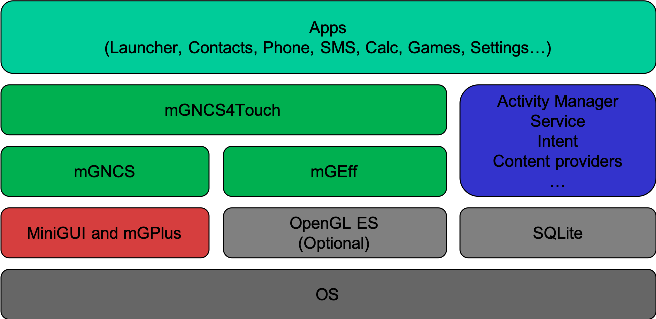 Apps
(Launcher, Contacts, Phone, SMS, Calc, Games, Settings…)
mGNCS4Touch
Activity Manager
Service
Intent
Content providers
…
mGNCS
mGEff
MiniGUI and mGPlus
OpenGL ES
(Optional)
SQLite
OS